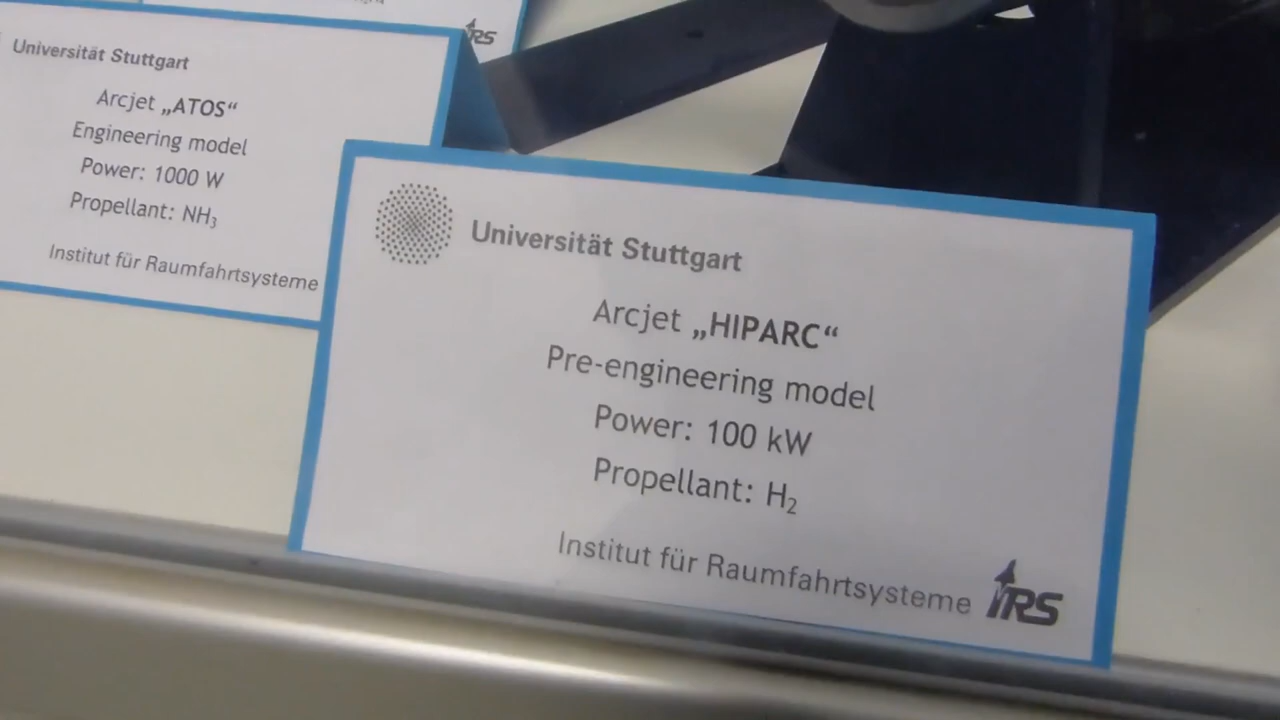 IRS
Universität Stuttgart
Arcjet „ATOS“
Engineering model
Power: 1000 W
Propellant: NH₃
Institut für Raumfahrtsysteme
Universität Stuttgart
Arcjet „HIPARC“
Pre-engineering model
Power: 100 kW
Propellant: H₂
Institut für Raumfahrtsysteme IRS